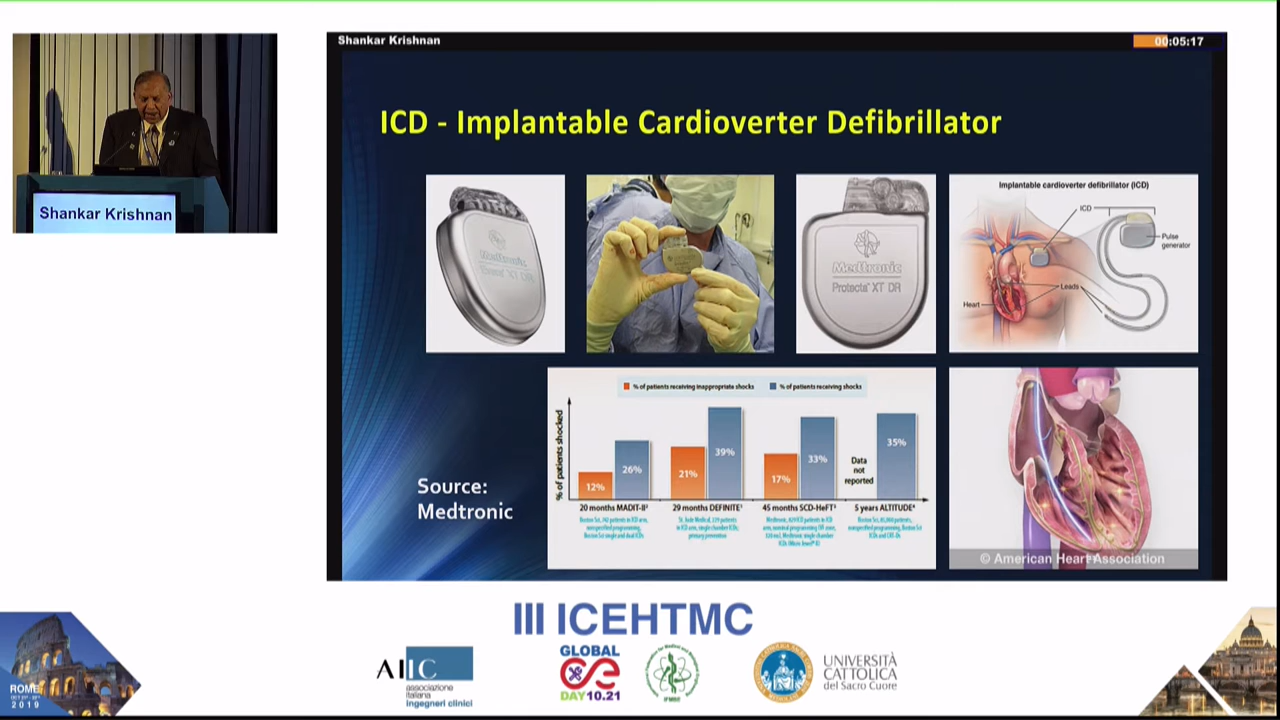 Shankar Krishnan
00:05:17
ICD - Implantable Cardioverter Defibrillator
Medtronic
XT DR
Medtronic
Protecta XT DR
Implantable cardioverter defibrillator (ICD)
ICD
Pulse
generator
Leads
Heart
Shankar Krishnan
% of patients receiving inappropriate shocks
% of patients receiving shocks
% of patients shocked
12%
26%
21%
39%
17%
33%
Data
not
reported
35%
20 months MADIT-II
29 months DEFINITE
45 months SCD-HeFT
5 years ALTITUDE
Source:
Medtronic
© American Heart Association
III ICEHTMC
AIIC
associazione
italiana
ingegneri clinici
GLOBAL
CE
DAY 10.21
IFMBE
UNIVERSITÀ
CATTOLICA
del Sacro Cuore
ROME
2019